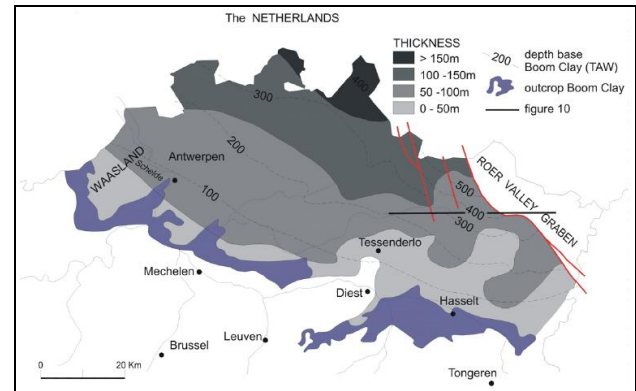 The NETHERLANDS
THICKNESS
> 150m
100 -150m
50 -100m
0 - 50m
200
depth base
Boom Clay (TAW)
outcrop Boom Clay
figure 10
400
300
200
100
WAASLAND
Schelde
Antwerpen
ROER VALLEY GRABEN
500
400
300
Tessenderlo
Mechelen
Diest
Hasselt
Leuven
Brussel
Tongeren
0
20 Km